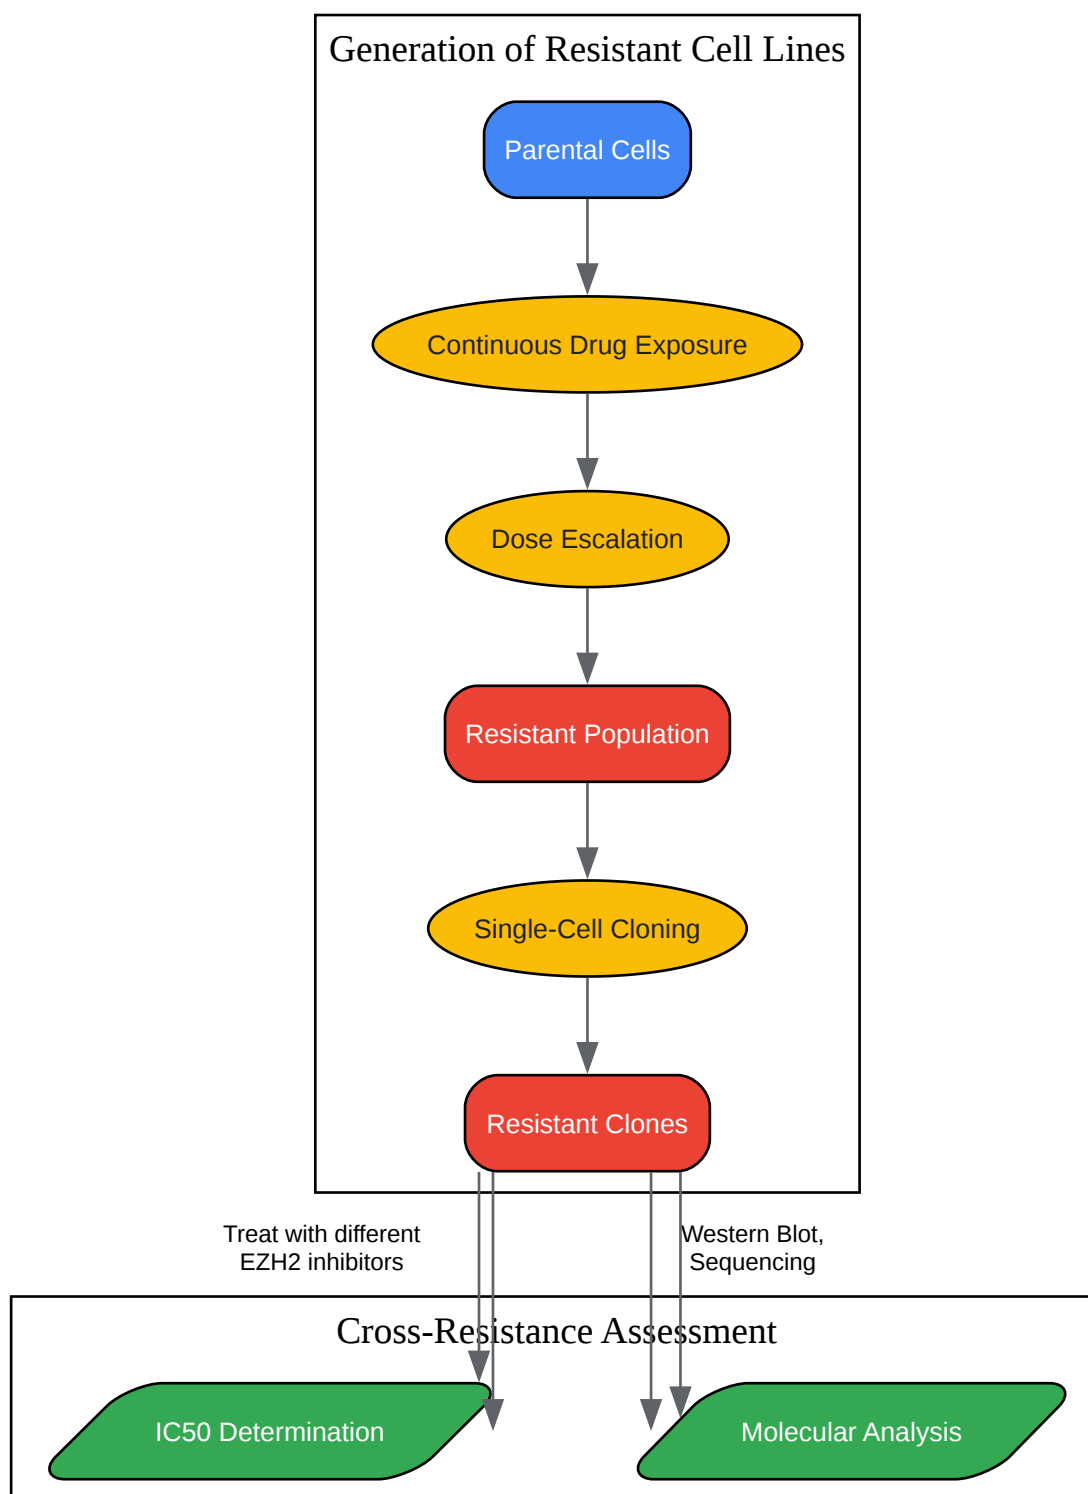 Generation of Resistant Cell Lines
Parental Cells
Continuous Drug Exposure
Dose Escalation
Resistant Population
Single-Cell Cloning
Resistant Clones
Treat with different
EZH2 inhibitors
Western Blot,
Sequencing
Cross-Resistance Assessment
IC50 Determination
Molecular Analysis